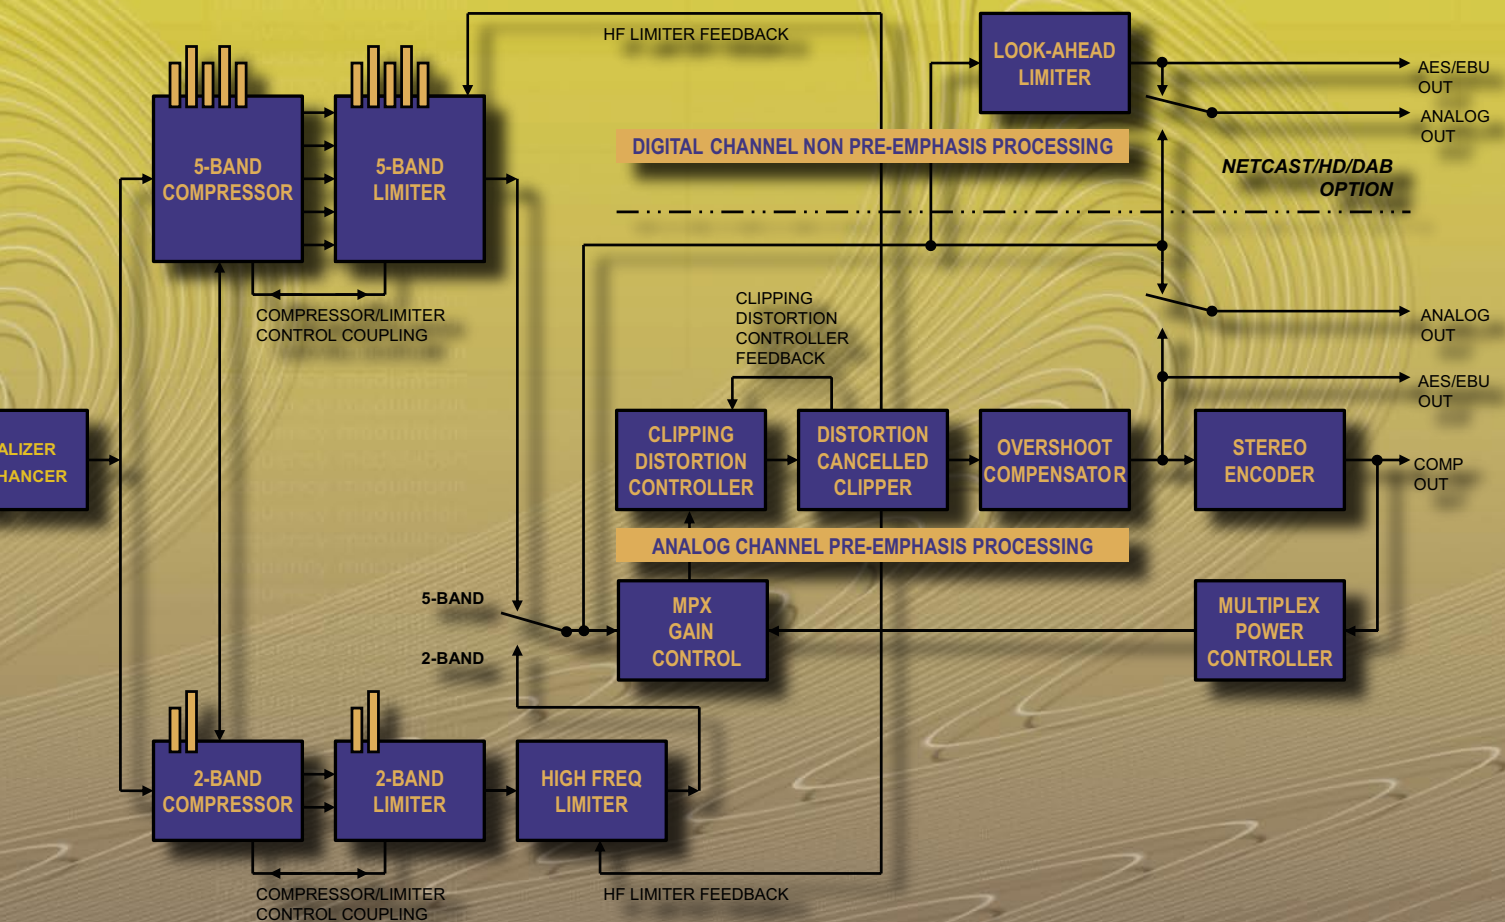 HF LIMITER FEEDBACK
LOOK-AHEAD
LIMITER
AES/EBU
OUT
ANALOG
OUT
5-BAND
COMPRESSOR
5-BAND
LIMITER
DIGITAL CHANNEL NON PRE-EMPHASIS PROCESSING
NETCAST/HD/DAB
OPTION
COMPRESSOR/LIMITER
CONTROL COUPLING
CLIPPING
DISTORTION
CONTROLLER
FEEDBACK
ANALOG
OUT
AES/EBU
OUT
ALIZER
HANCER
CLIPPING
DISTORTION
CONTROLLER
DISTORTION
CANCELLED
CLIPPER
OVERSHOOT
COMPENSATOR
STEREO
ENCODER
COMP
OUT
ANALOG CHANNEL PRE-EMPHASIS PROCESSING
5-BAND
2-BAND
MPX
GAIN
CONTROL
MULTIPLEX
POWER
CONTROLLER
2-BAND
COMPRESSOR
2-BAND
LIMITER
HIGH FREQ
LIMITER
COMPRESSOR/LIMITER
CONTROL COUPLING
HF LIMITER FEEDBACK